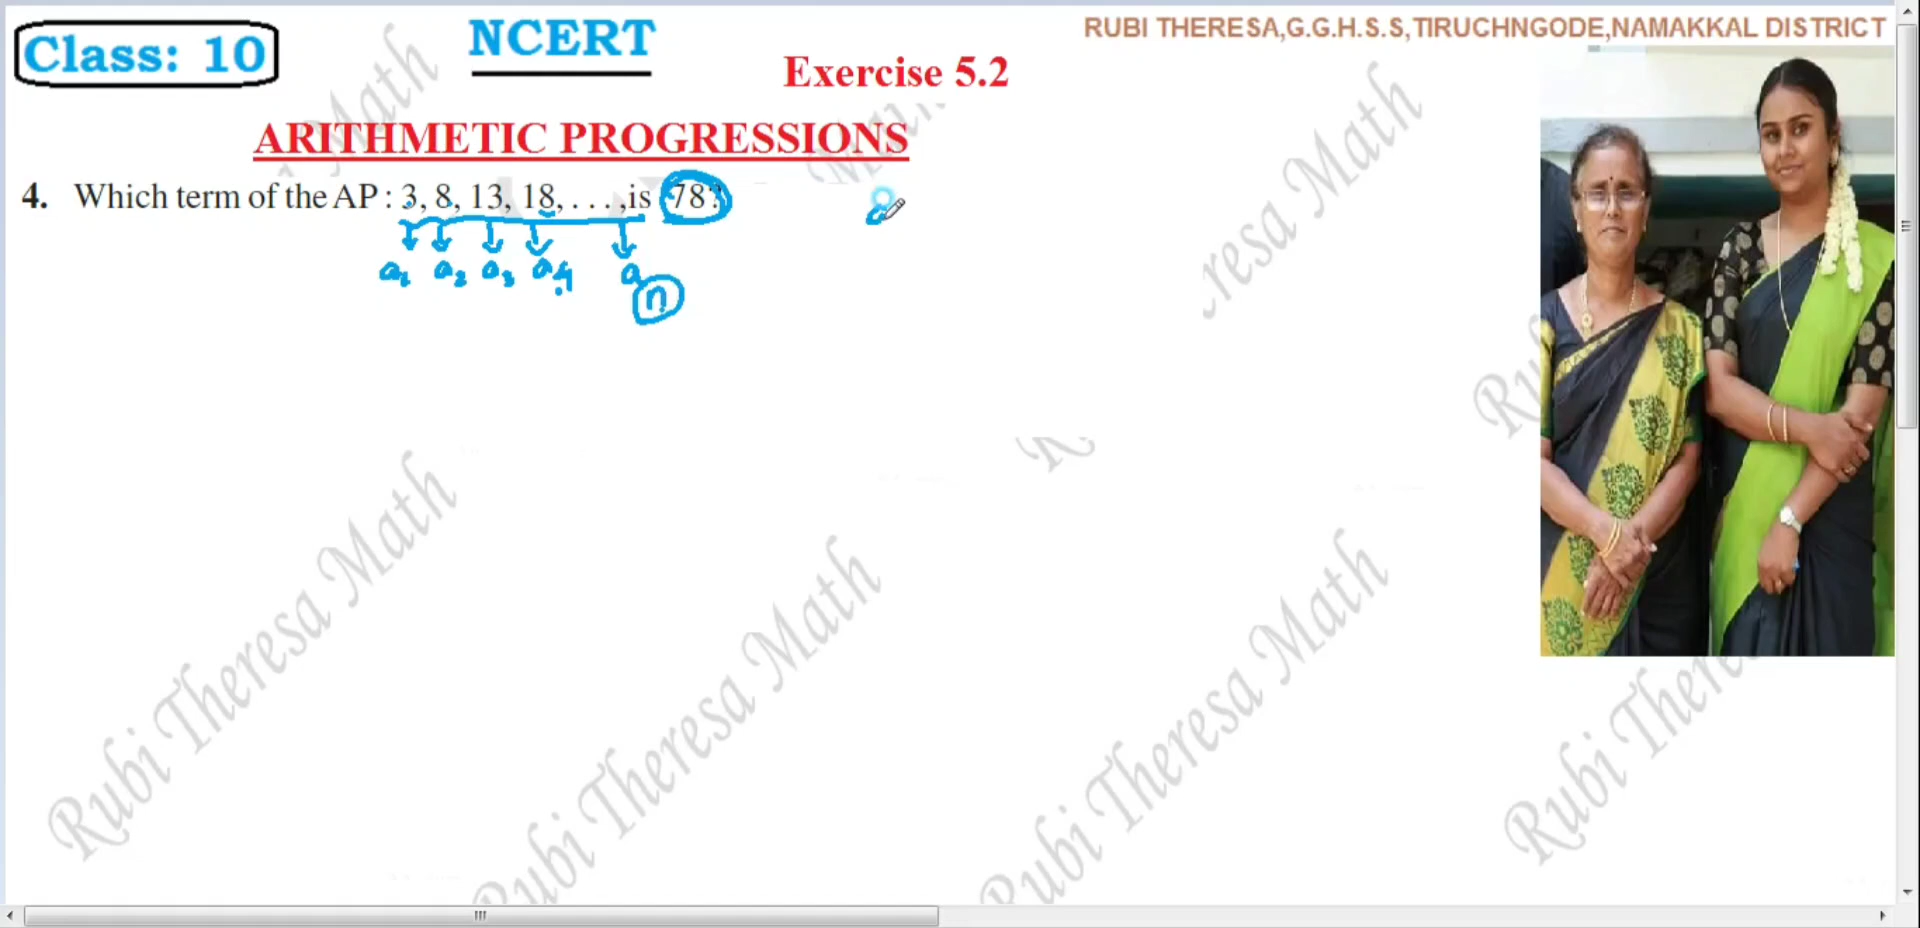 Class: 10
NCERT
RUBI THERESA,G.G.H.S.S,TIRUCHNGODE,NAMAKKAL DISTRICT
Exercise 5.2
ARITHMETIC PROGRESSIONS
4. Which term of the AP : 3, 8, 13, 18, . . . ,is 78?
a1 a2 a3 a4 an
Rubi Theresa Math
Rubi Theresa Math
Rubi Theresa Math